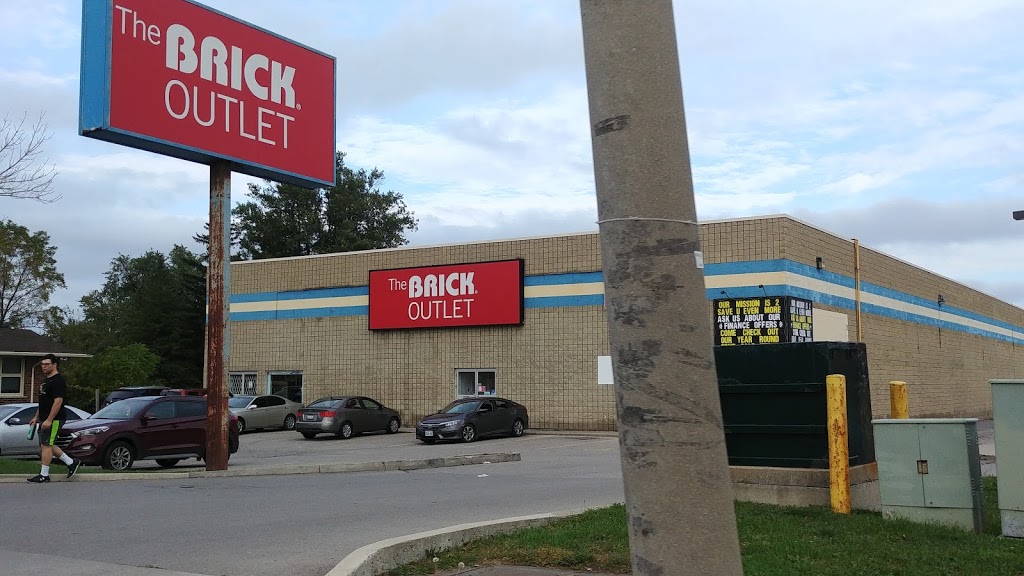 The BRICK®
OUTLET
The BRICK®
OUTLET
OUR MISSION IS 2
SAVE U EVEN MORE
ASK US ABOUT OUR
*FINANCE OFFERS*
COME CHECK OUT
OUR YEAR ROUND